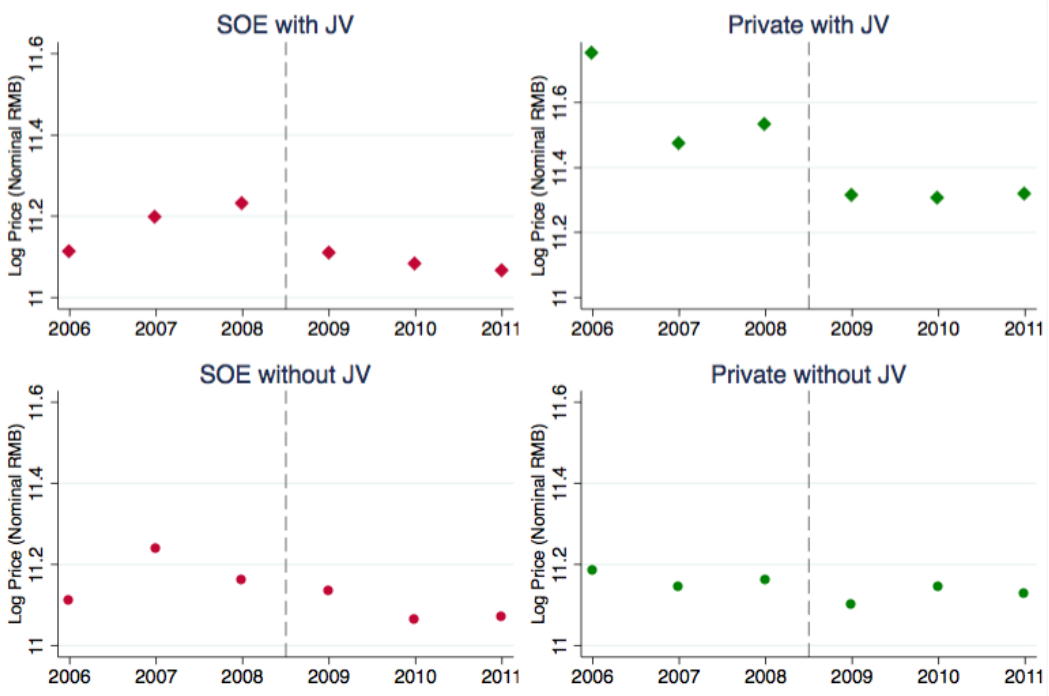 SOE with JV
Log Price (Nominal RMB)
11.6
11.4
11.2
11
2006 2007 2008 2009 2010 2011
Private with JV
Log Price (Nominal RMB)
11.6
11.4
11.2
11
2006 2007 2008 2009 2010 2011
SOE without JV
Log Price (Nominal RMB)
11.6
11.4
11.2
11
2006 2007 2008 2009 2010 2011
Private without JV
Log Price (Nominal RMB)
11.6
11.4
11.2
11
2006 2007 2008 2009 2010 2011